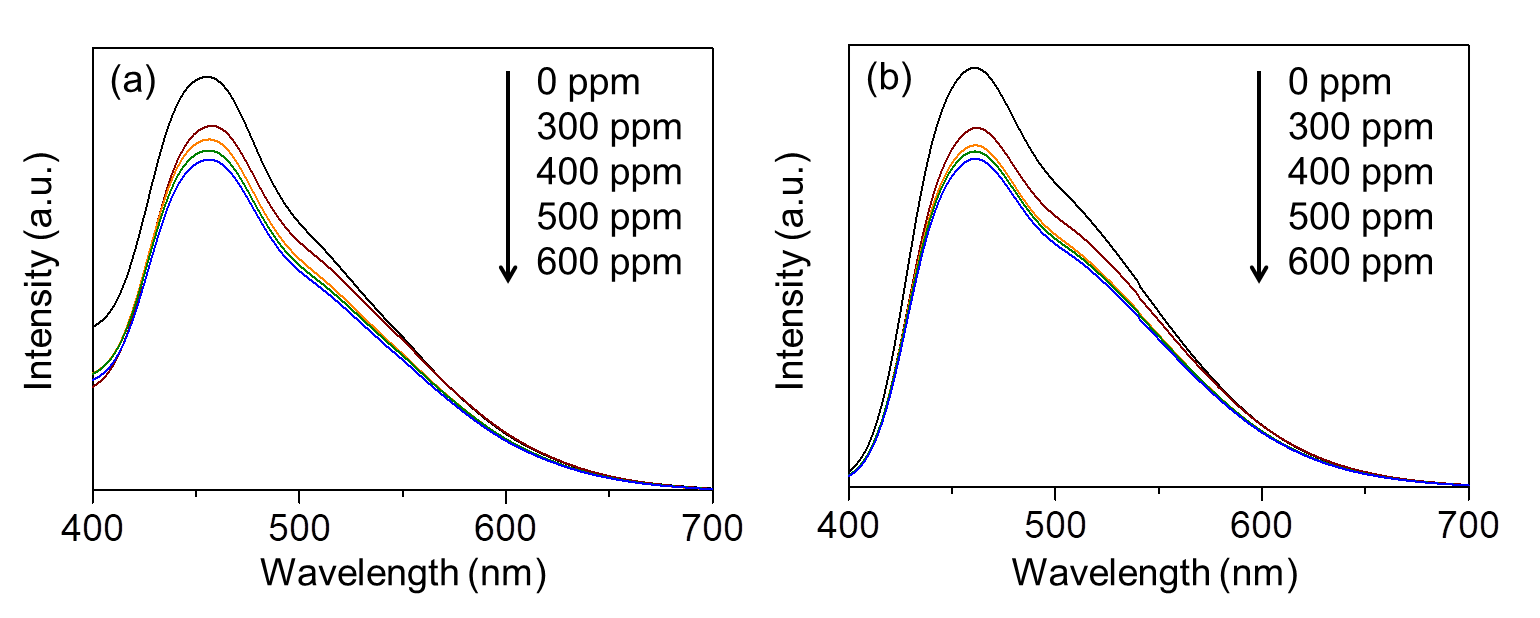 (a)
0 ppm
300 ppm
400 ppm
500 ppm
600 ppm
Intensity (a.u.)
400 500 600 700
Wavelength (nm)
(b)
0 ppm
300 ppm
400 ppm
500 ppm
600 ppm
Intensity (a.u.)
400 500 600 700
Wavelength (nm)